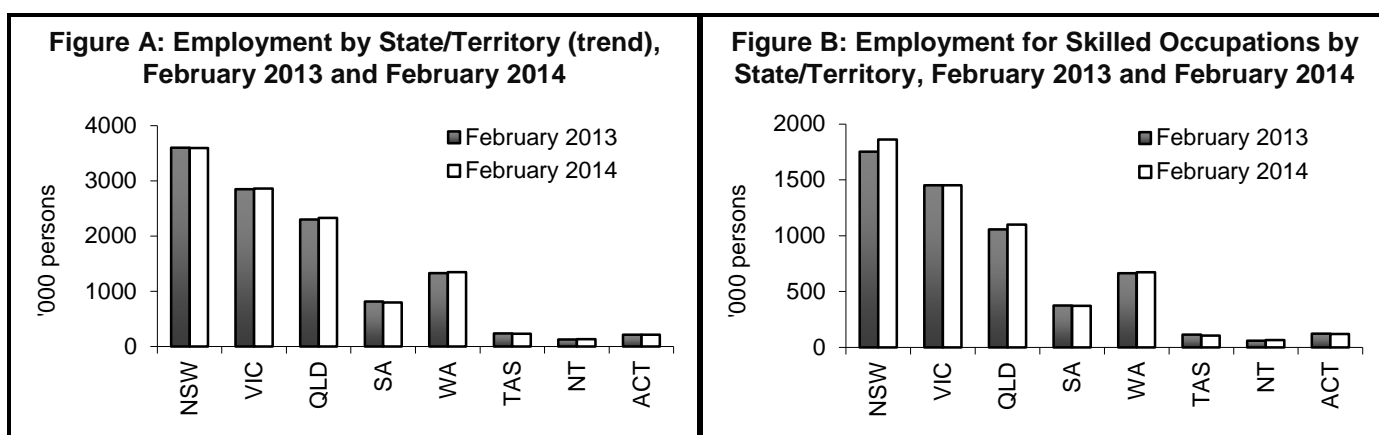 Figure A: Employment by State/Territory (trend),
February 2013 and February 2014
4000
3000
2000
1000
0
'000 persons
February 2013
February 2014
NSW
VIC
QLD
SA
WA
TAS
NT
ACT
Figure B: Employment for Skilled Occupations by
State/Territory, February 2013 and February 2014
2000
1500
1000
500
0
'000 persons
February 2013
February 2014
NSW
VIC
QLD
SA
WA
TAS
NT
ACT